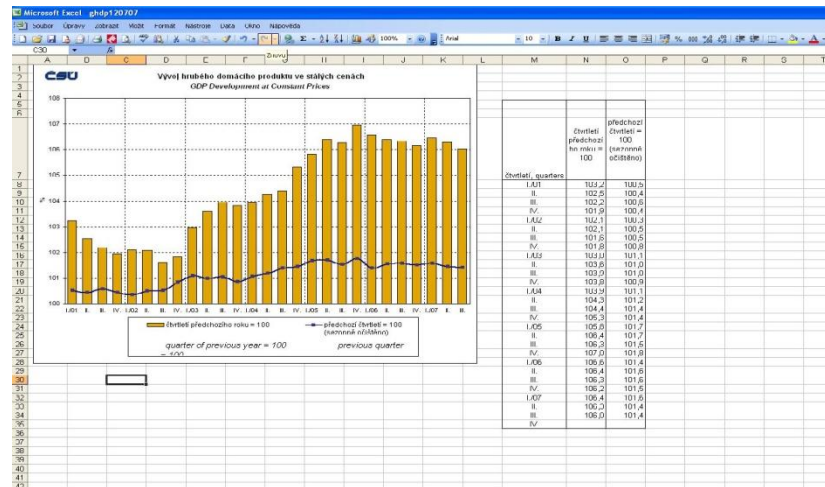 Microsoft Excel ghdp120707
Soubor Úpravy Zobrazit Vložit Formát Nástroje Data Okno Nápověda
100% Arial 10 B I U
C30
Znovu
ČSÚ
Vývoj hrubého domácího produktu ve stálých cenách
GDP Development at Constant Prices
108
107
106
105
104
103
102
101
100
%
I./01 II. III. IV. I./02 II. III. IV. I./03 II. III. IV. I./04 II. III. IV. I./05 II. III. IV. I./06 II. III. IV. I./07 II. III.
čtvrtletí předchozího roku = 100
předchozí čtvrtletí = 100
(sezonně očištěno)
quarter of previous year = 100 previous quarter
= 100
čtvrtletí, quarters
čtvrtletí
předchozí
ho roku =
100
předchozí
čtvrtletí =
100
(sezonně
očištěno)
I./01 103,2 100,5
II. 102,5 100,4
III. 102,2 100,6
IV. 101,9 100,4
I./02 102,1 100,3
II. 102,1 100,5
III. 101,6 100,5
IV. 101,8 100,8
I./03 103,0 101,1
II. 103,6 101,0
III. 103,9 101,0
IV. 103,8 100,9
I./04 103,9 101,1
II. 104,3 101,2
III. 104,4 101,4
IV. 105,3 101,4
I./05 105,8 101,7
II. 106,4 101,7
III. 106,3 101,5
IV. 107,0 101,8
I./06 106,6 101,4
II. 106,4 101,6
III. 106,3 101,6
IV. 106,2 101,5
I./07 106,4 101,6
II. 106,3 101,4
III. 106,0 101,4
IV